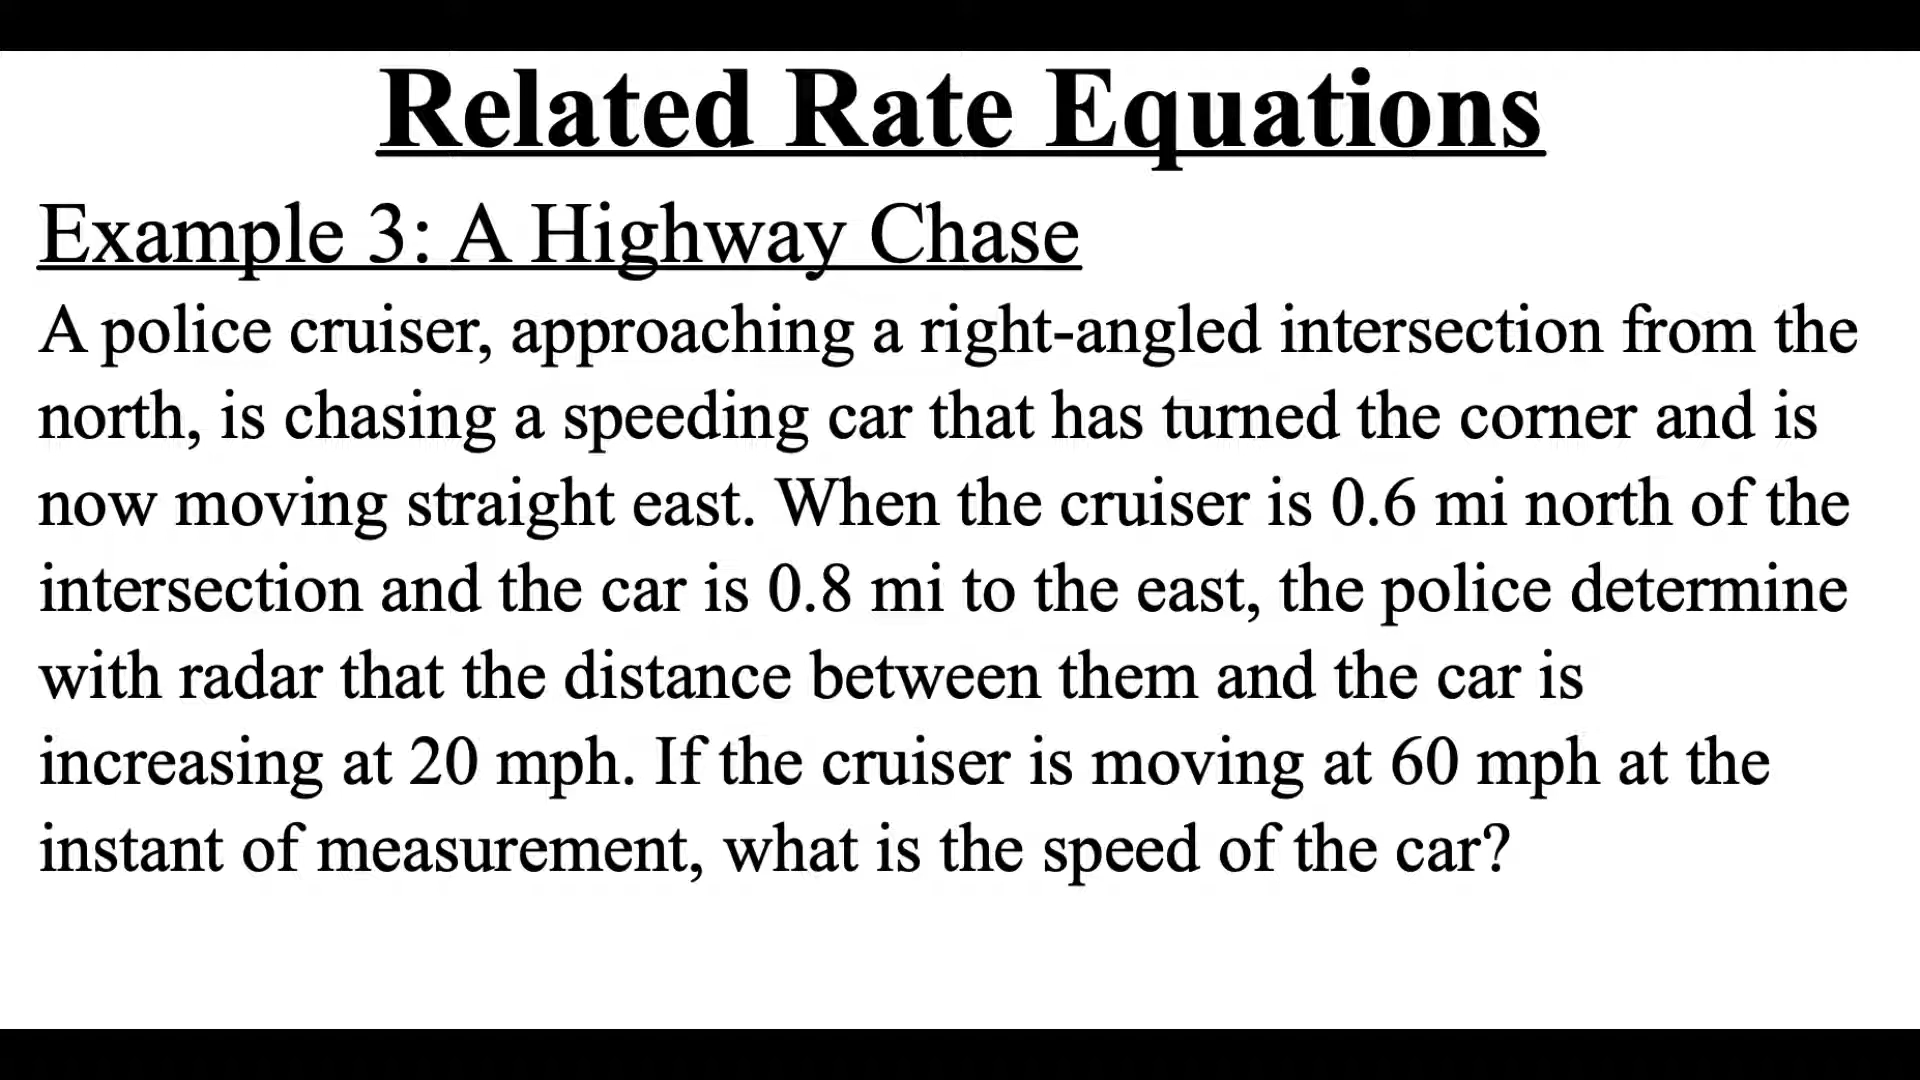 Related Rate Equations
Example 3: A Highway Chase
A police cruiser, approaching a right-angled intersection from the
north, is chasing a speeding car that has turned the corner and is
now moving straight east. When the cruiser is 0.6 mi north of the
intersection and the car is 0.8 mi to the east, the police determine
with radar that the distance between them and the car is
increasing at 20 mph. If the cruiser is moving at 60 mph at the
instant of measurement, what is the speed of the car?